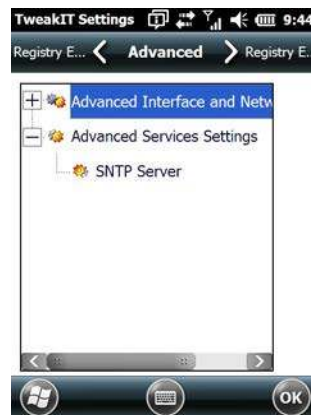 TweakIT Settings 9:44
Registry E... Advanced Registry E.
Advanced Interface and Netw
Advanced Services Settings
SNTP Server
OK